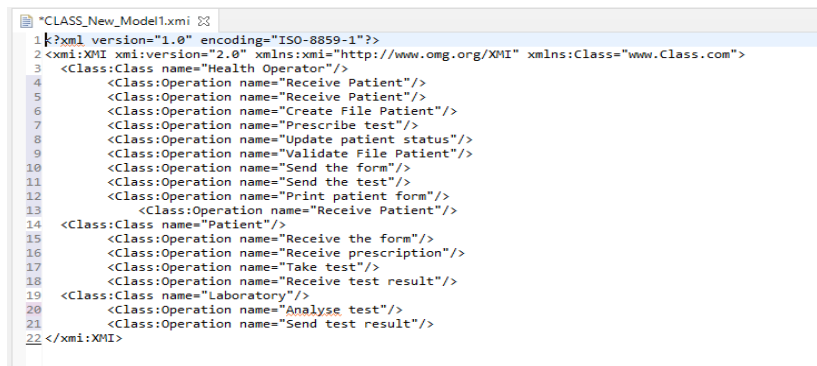 *CLASS_New_Model1.xmi
1 <?xml version="1.0" encoding="ISO-8859-1"?>
2 <xmi:XMI xmi:version="2.0" xmlns:xmi="http://www.omg.org/XMI" xmlns:Class="www.Class.com">
3 <Class:Class name="Health Operator"/>
4 <Class:Operation name="Receive Patient"/>
5 <Class:Operation name="Receive Patient"/>
6 <Class:Operation name="Create File Patient"/>
7 <Class:Operation name="Prescribe test"/>
8 <Class:Operation name="Update patient status"/>
9 <Class:Operation name="Validate File Patient"/>
10 <Class:Operation name="Send the form"/>
11 <Class:Operation name="Send the test"/>
12 <Class:Operation name="Print patient form"/>
13 <Class:Operation name="Receive Patient"/>
14 <Class:Class name="Patient"/>
15 <Class:Operation name="Receive the form"/>
16 <Class:Operation name="Receive prescription"/>
17 <Class:Operation name="Take test"/>
18 <Class:Operation name="Receive test result"/>
19 <Class:Class name="Laboratory"/>
20 <Class:Operation name="Analyse test"/>
21 <Class:Operation name="Send test result"/>
22 </xmi:XMI>